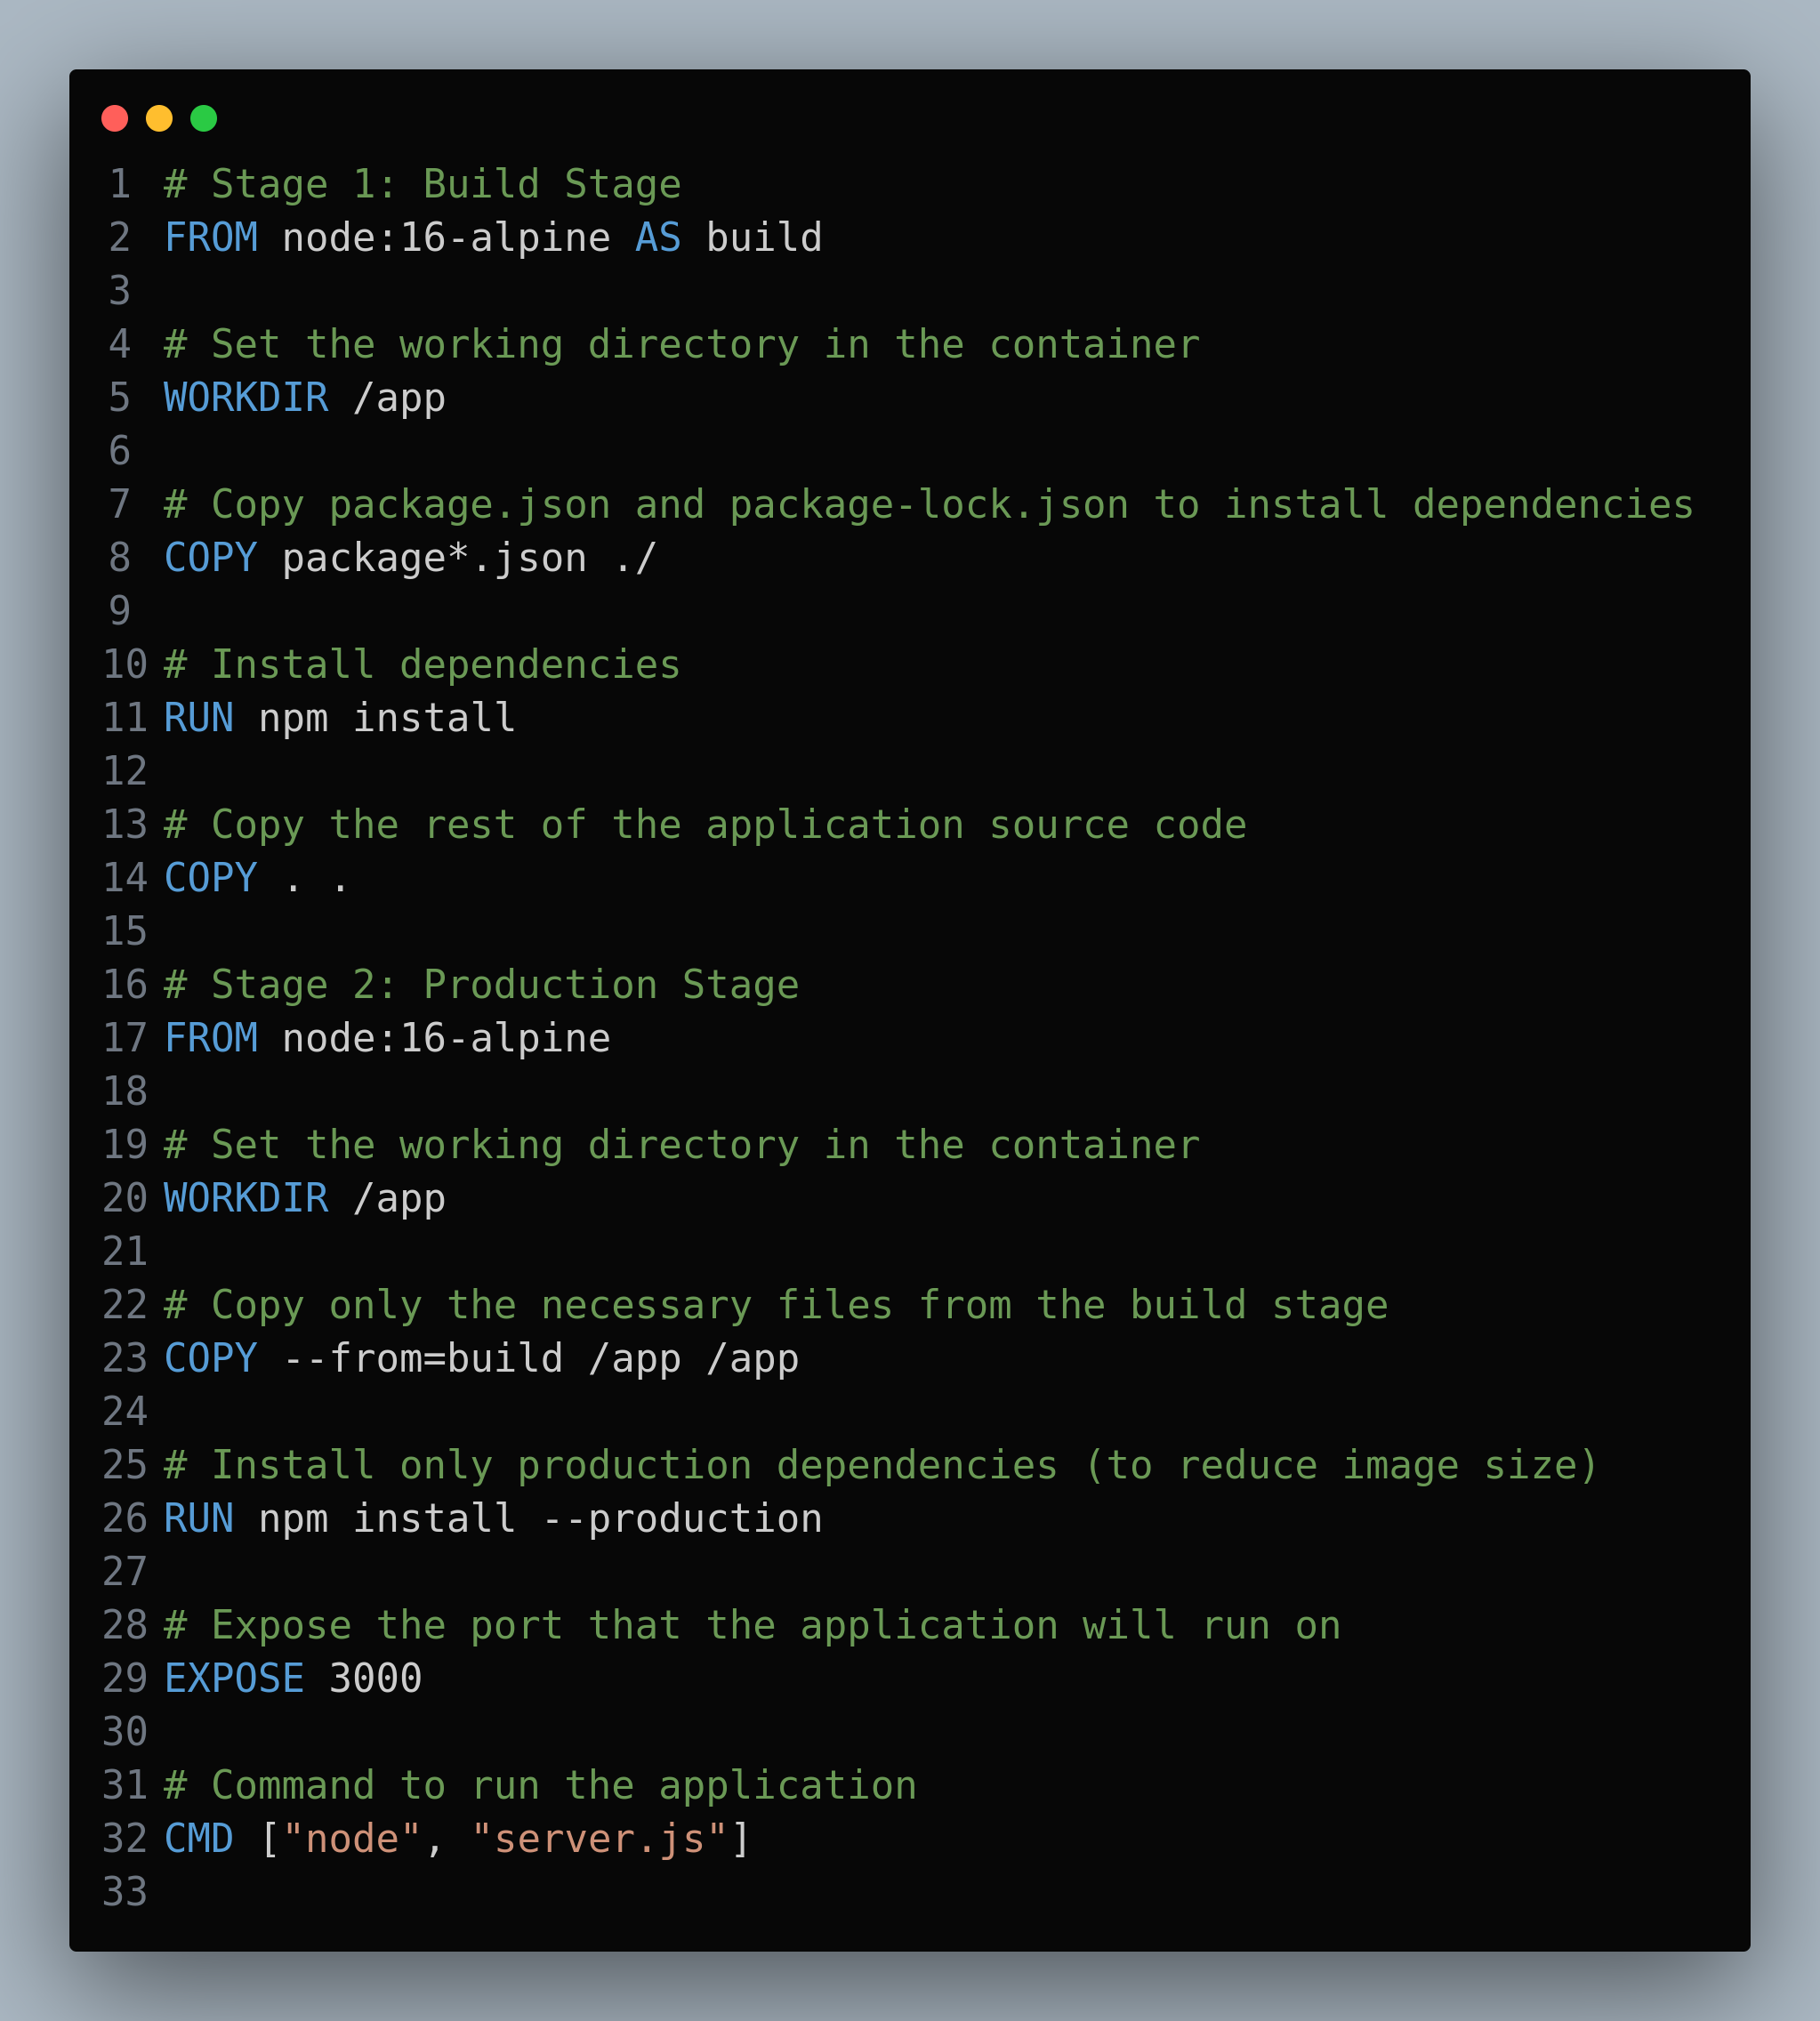 1 # Stage 1: Build Stage
2 FROM node:16-alpine AS build
3
4 # Set the working directory in the container
5 WORKDIR /app
6
7 # Copy package.json and package-lock.json to install dependencies
8 COPY package*.json ./
9
10 # Install dependencies
11 RUN npm install
12
13 # Copy the rest of the application source code
14 COPY . .
15
16 # Stage 2: Production Stage
17 FROM node:16-alpine
18
19 # Set the working directory in the container
20 WORKDIR /app
21
22 # Copy only the necessary files from the build stage
23 COPY --from=build /app /app
24
25 # Install only production dependencies (to reduce image size)
26 RUN npm install --production
27
28 # Expose the port that the application will run on
29 EXPOSE 3000
30
31 # Command to run the application
32 CMD ["node", "server.js"]
33